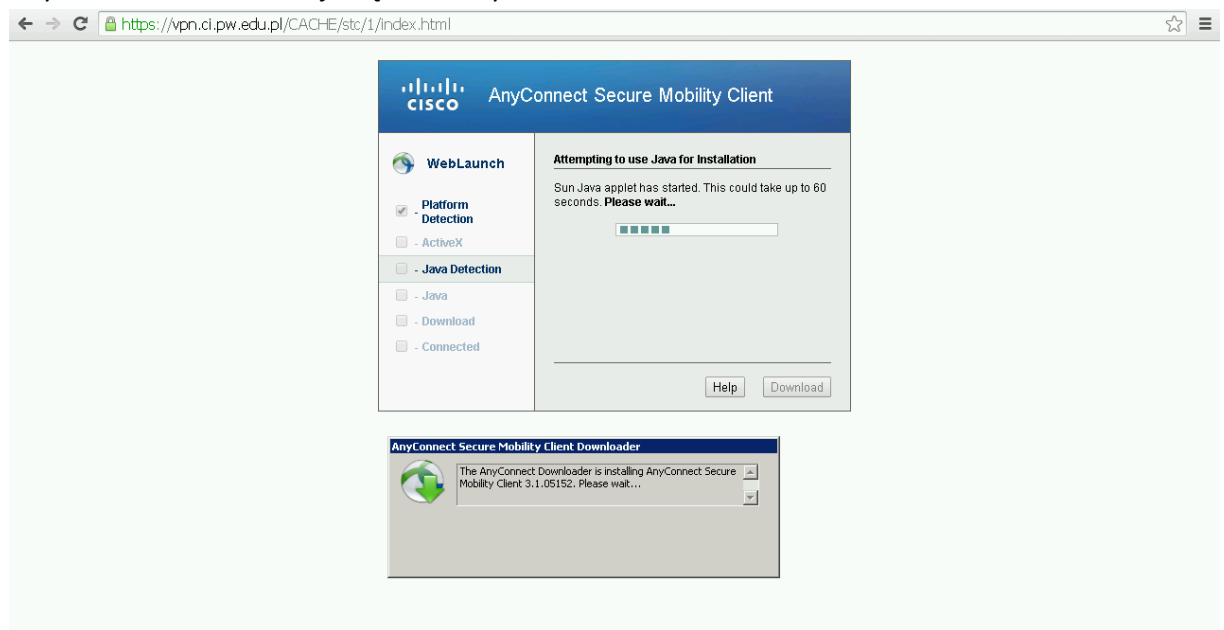 https://vpn.ci.pw.edu.pl/CACHE/stc/1/index.html
CISCO
AnyConnect Secure Mobility Client
WebLaunch
- Platform
Detection
- ActiveX
- Java Detection
- Java
- Download
- Connected
Attempting to use Java for Installation
Sun Java applet has started. This could take up to 60
seconds. Please wait...
Help
Download
AnyConnect Secure Mobility Client Downloader
The AnyConnect Downloader is installing AnyConnect Secure
Mobility Client 3.1.05152. Please wait...